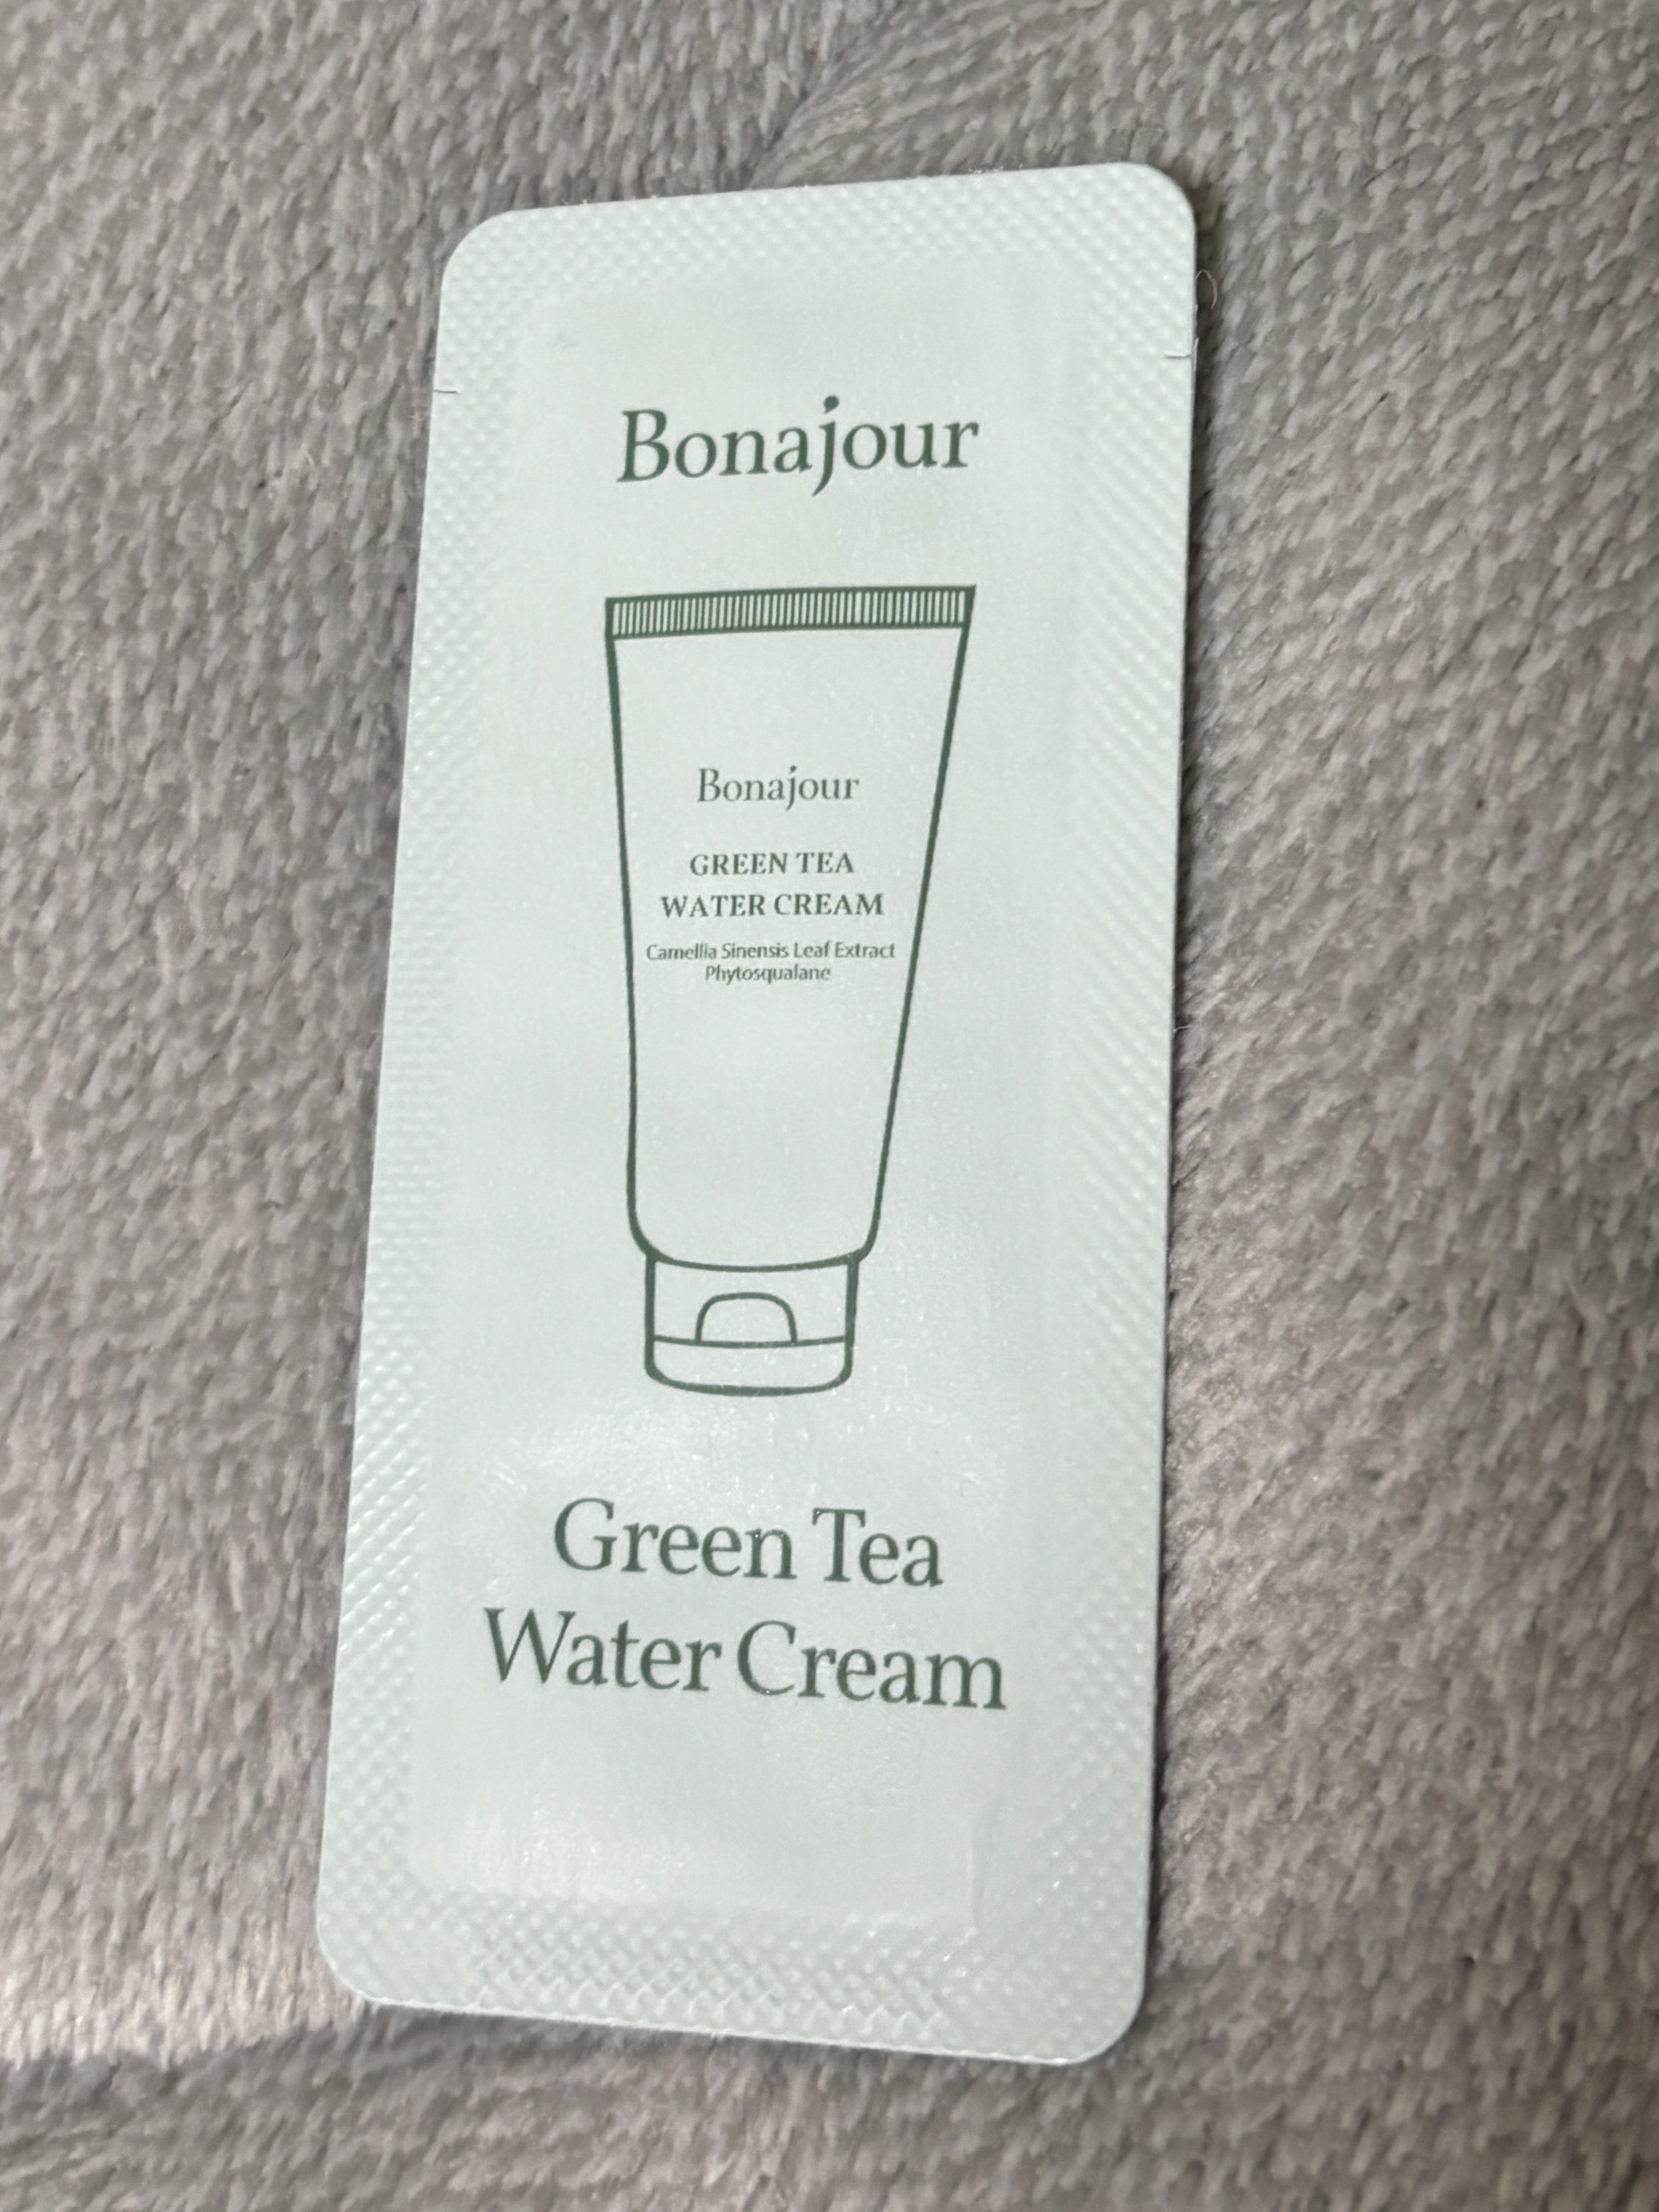 Bonajour
Bonajour
GREEN TEA
WATER CREAM
Camellia Sinensis Leaf Extract
Phytosqualane
Green Tea
Water Cream